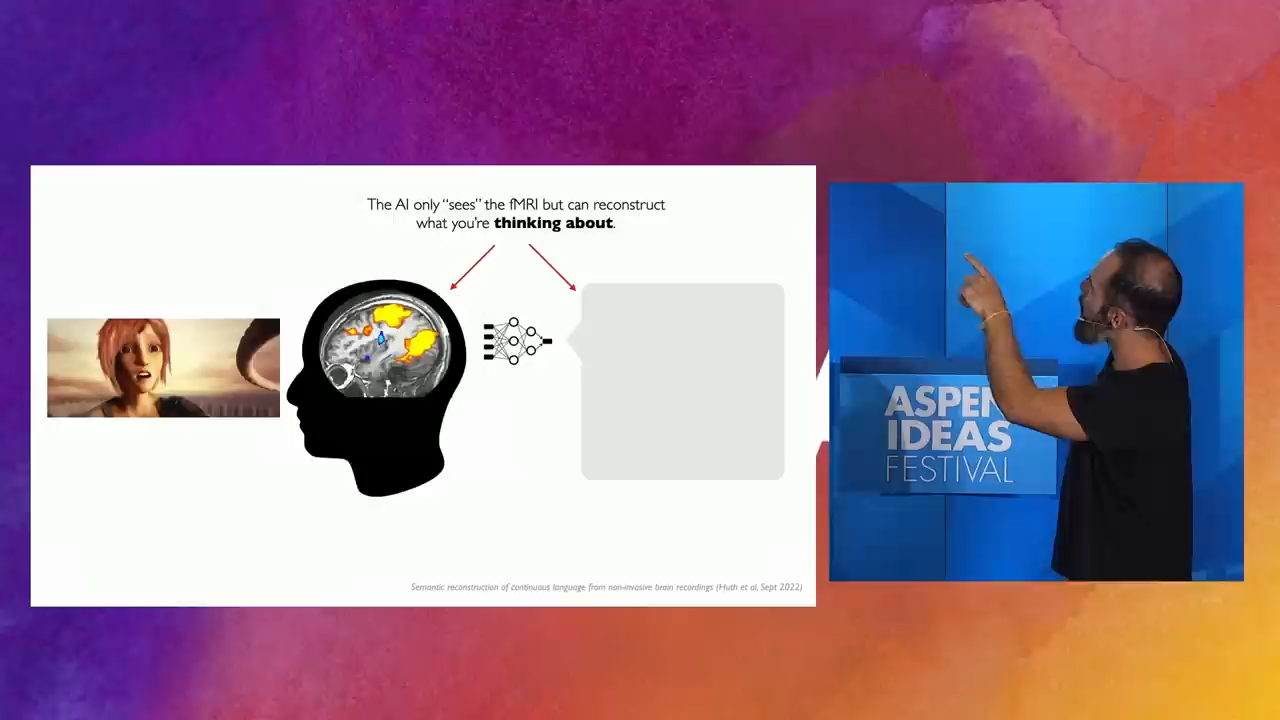 The AI only “sees” the fMRI but can reconstruct
what you’re thinking about.
Semantic reconstruction of continuous language from non-invasive brain recordings (Huth et al, Sept 2022)
ASPEN
IDEAS
FESTIVAL